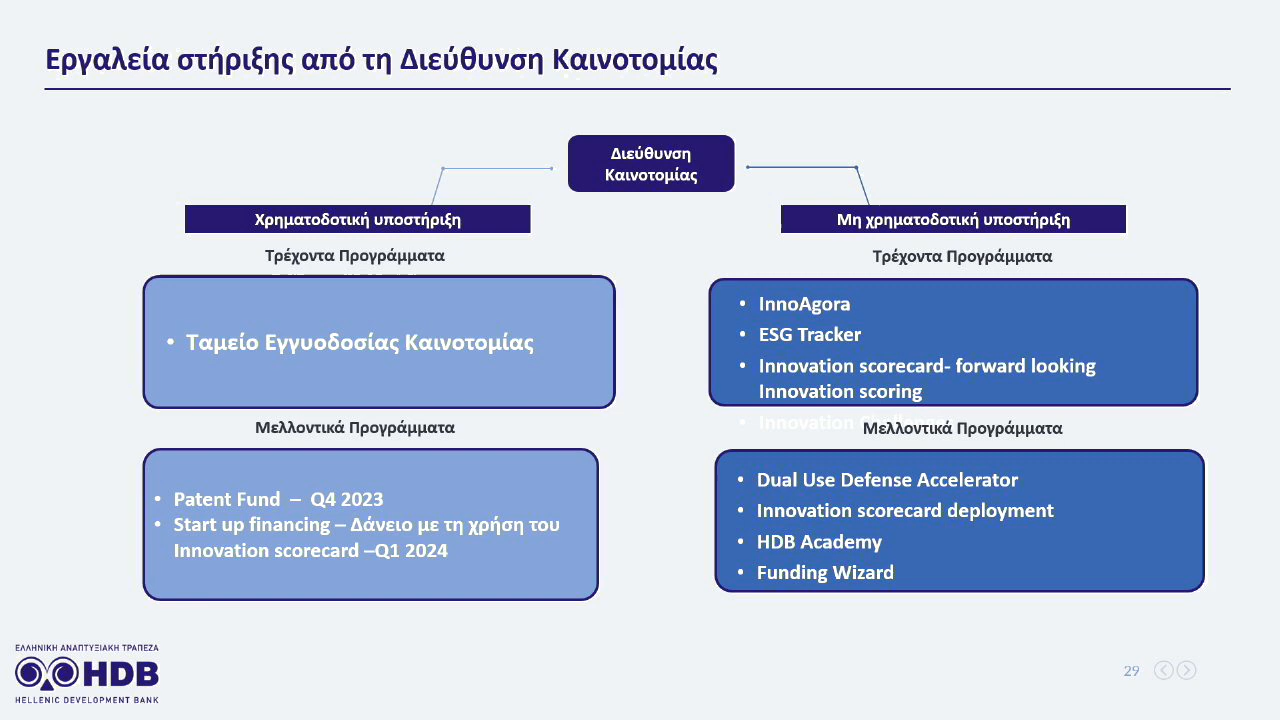 Εργαλεία στήριξης από τη Διεύθυνση Καινοτομίας
Διεύθυνση
Καινοτομίας
Χρηματοδοτική υποστήριξη
Τρέχοντα Προγράμματα
• Ταμείο Εγγυοδοσίας Καινοτομίας
Μελλοντικά Προγράμματα
• Patent Fund – Q4 2023
• Start up financing – Δάνειο με τη χρήση του
Innovation scorecard –Q1 2024
Μη χρηματοδοτική υποστήριξη
Τρέχοντα Προγράμματα
• InnoAgora
• ESG Tracker
• Innovation scorecard- forward looking
Innovation scoring
• Innovation
Μελλοντικά Προγράμματα
• Dual Use Defense Accelerator
• Innovation scorecard deployment
• HDB Academy
• Funding Wizard
ΕΛΛΗΝΙΚΗ ΑΝΑΠΤΥΞΙΑΚΗ ΤΡΑΠΕΖΑ
HDB
HELLENIC DEVELOPMENT BANK
29